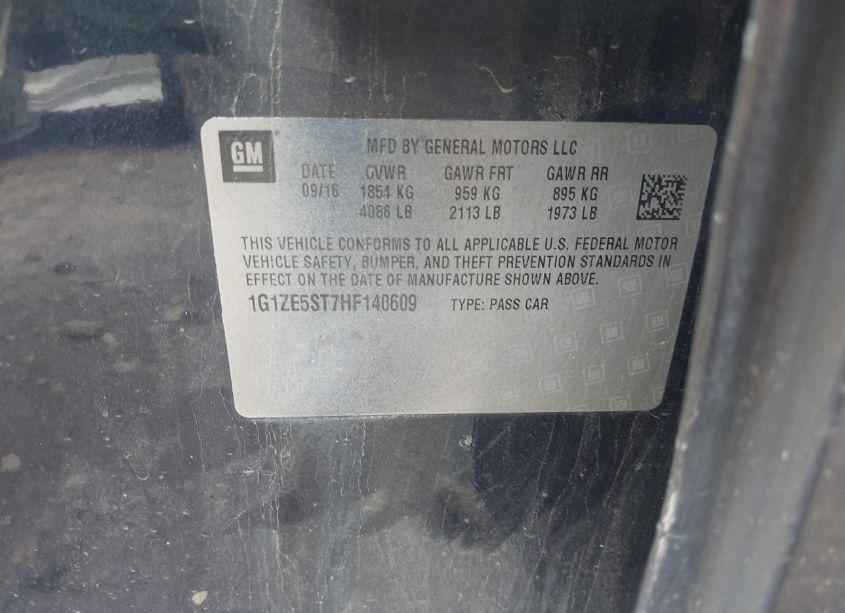 GM
MFD BY GENERAL MOTORS LLC
DATE GVWR GAWR FRT GAWR RR
09/16 1854 KG 959 KG 895 KG
4086 LB 2113 LB 1973 LB
THIS VEHICLE CONFORMS TO ALL APPLICABLE U.S. FEDERAL MOTOR
VEHICLE SAFETY, BUMPER, AND THEFT PREVENTION STANDARDS IN
EFFECT ON THE DATE OF MANUFACTURE SHOWN ABOVE.
1G1ZE5ST7HF140609 TYPE: PASS CAR